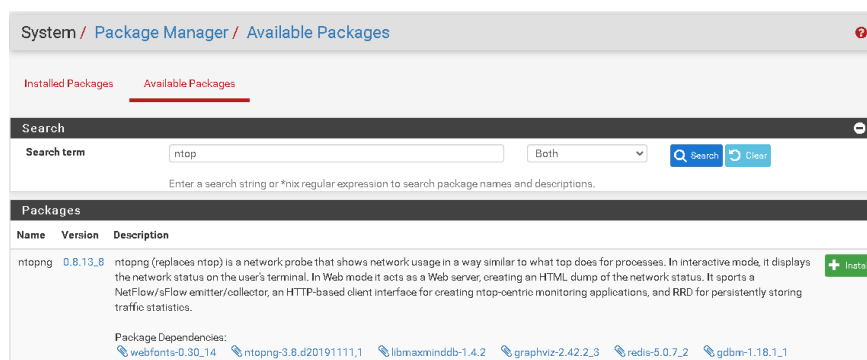 System / Package Manager / Available Packages
Installed Packages Available Packages
Search
Search term ntop Both Search Clear
Enter a search string or *nix regular expression to search package names and descriptions.
Packages
Name Version Description
ntopng 0.8.13_8 ntopng (replaces ntop) is a network probe that shows network usage in a way similar to what top does for processes. In interactive mode, it displays
the network status on the user's terminal. In Web mode it acts as a Web server, creating an HTML dump of the network status. It sports a
NetFlow/sFlow emitter/collector, an HTTP-based client interface for creating ntop-centric monitoring applications, and RRD for persistently storing
traffic statistics.
Package Dependencies:
webfonts-0.30_14 ntopng-3.8.d20191111,1 libmaxminddb-1.4.2 graphviz-2.42.2_3 redis-5.0.7_2 gdbm-1.18.1_1